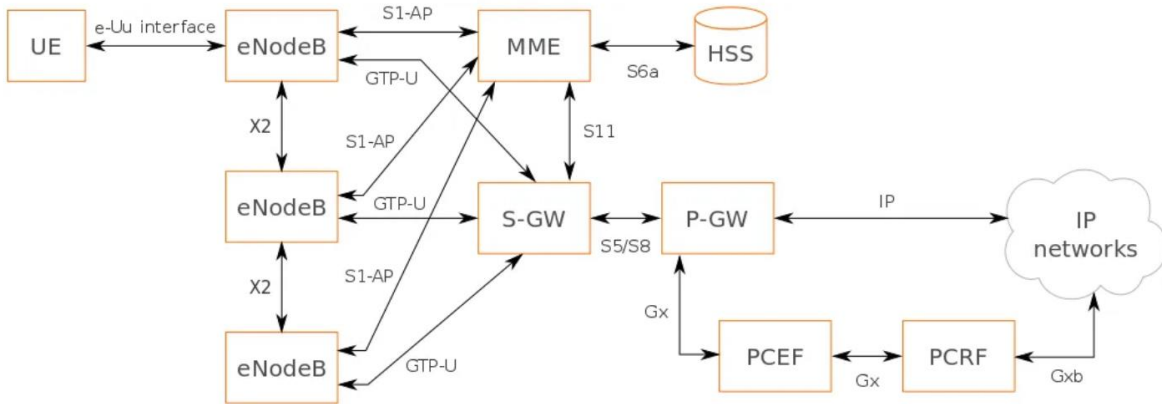 S1-AP
e-Uu interface
UE
eNodeB
MME
HSS
GTP-U
S6a
X2
S1-AP
S11
eNodeB
GTP-U
S-GW
P-GW
IP
IP
networks
S5/S8
S1-AP
X2
Gx
eNodeB
GTP-U
PCEF
Gx
PCRF
Gxb